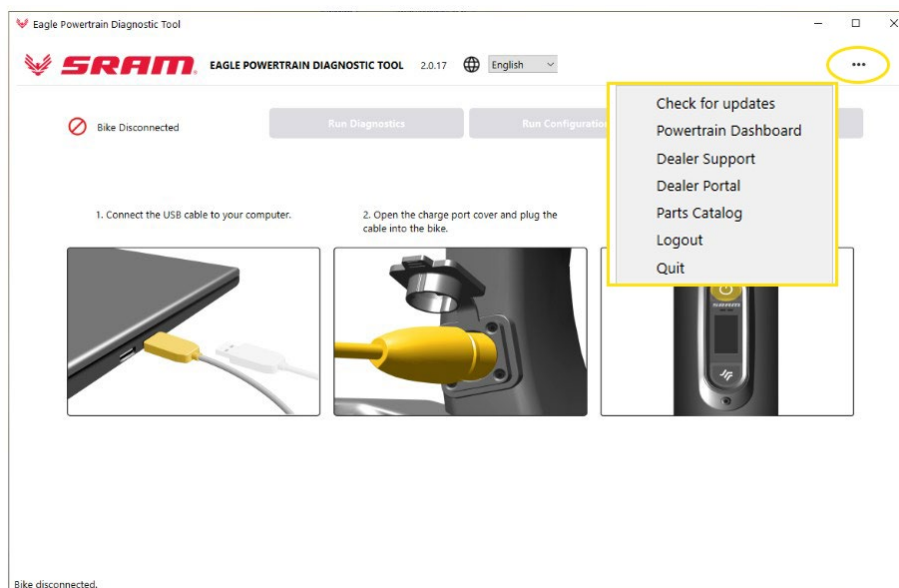 Eagle Powertrain Diagnostic Tool
SRAM EAGLE POWERTRAIN DIAGNOSTIC TOOL 2.0.17 English
Bike Disconnected
Run Diagnostics
Run Configuration
Check for updates
Powertrain Dashboard
Dealer Support
Dealer Portal
Parts Catalog
Logout
Quit
1. Connect the USB cable to your computer.
2. Open the charge port cover and plug the
cable into the bike.
Bike disconnected.